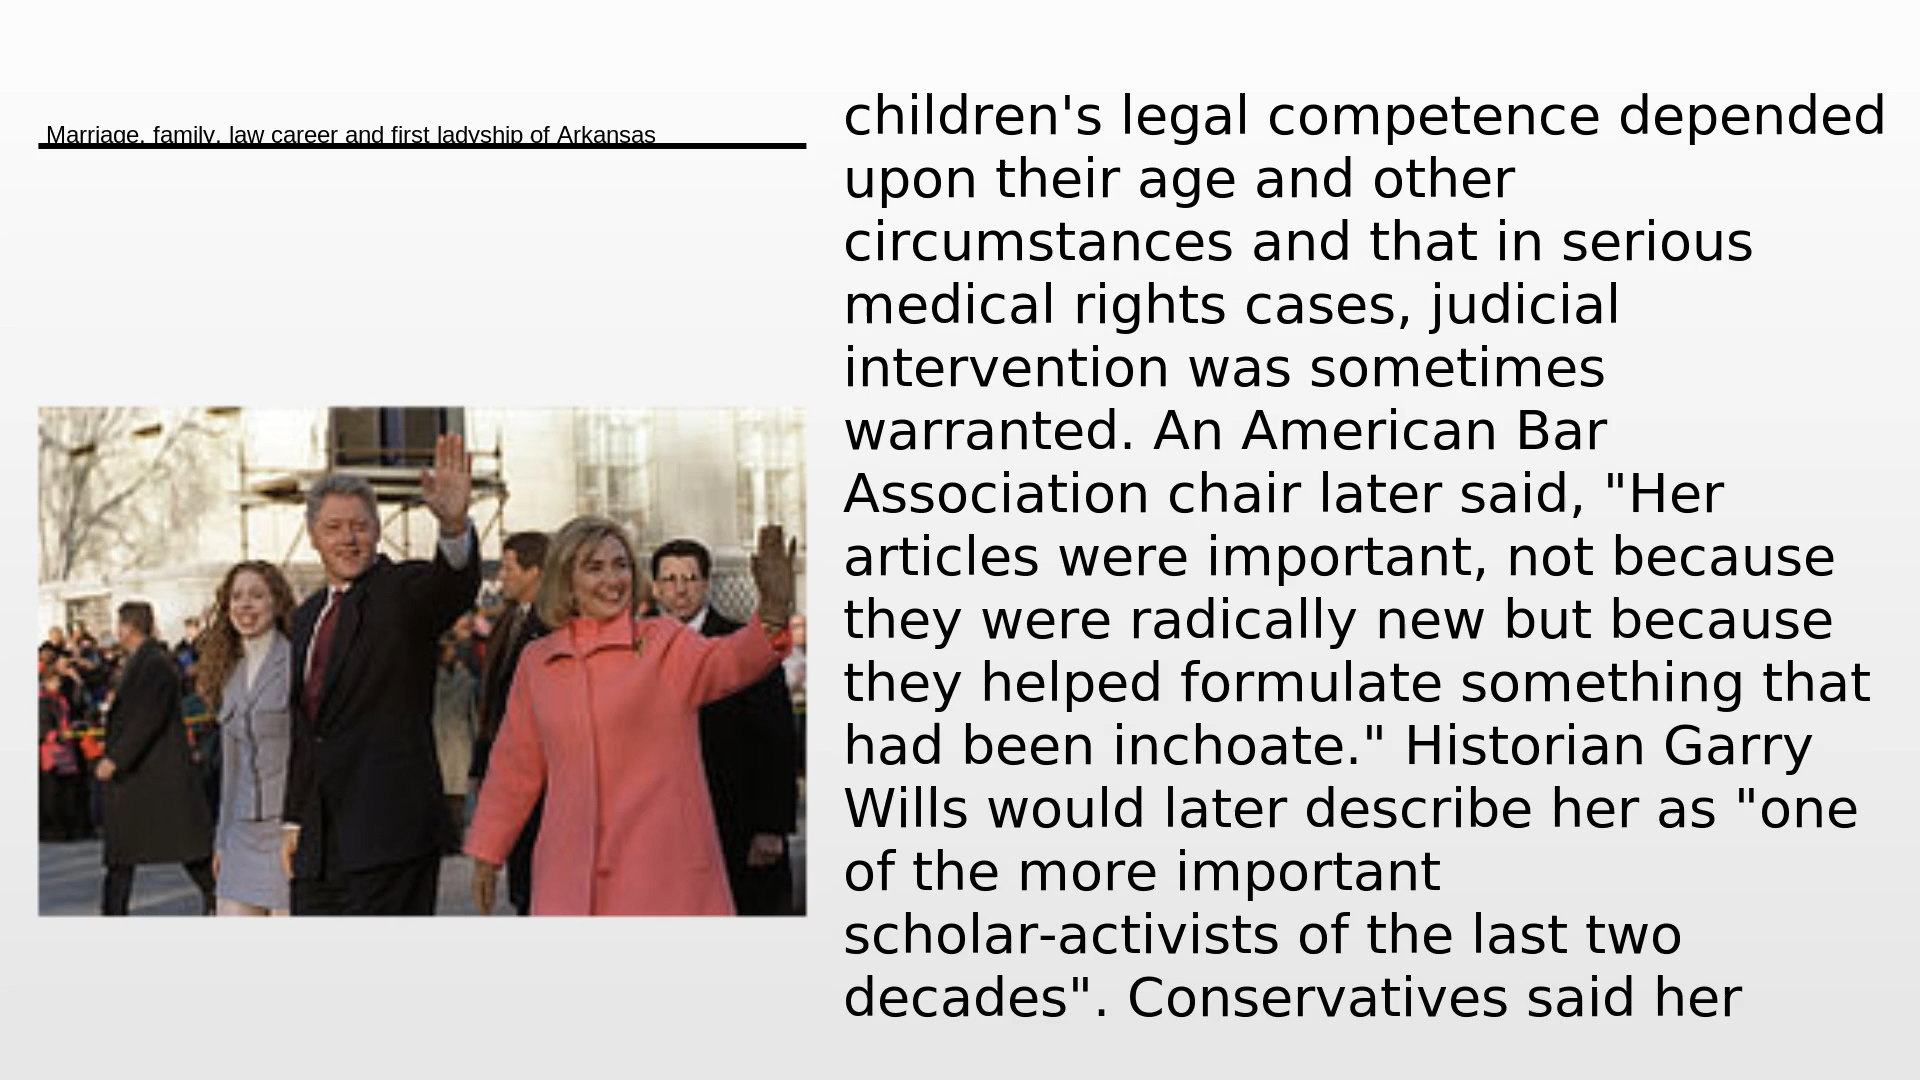 Marriage, family, law career and first ladyship of Arkansas
children's legal competence depended
upon their age and other
circumstances and that in serious
medical rights cases, judicial
intervention was sometimes
warranted. An American Bar
Association chair later said, "Her
articles were important, not because
they were radically new but because
they helped formulate something that
had been inchoate." Historian Garry
Wills would later describe her as "one
of the more important
scholar-activists of the last two
decades". Conservatives said her